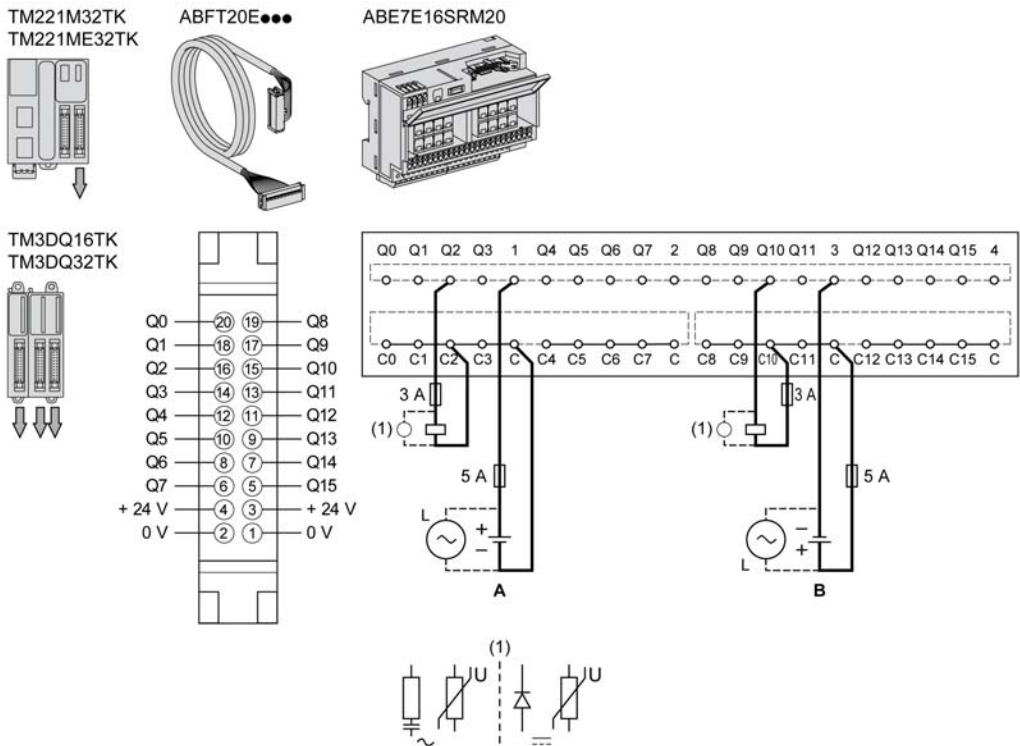 TM221M32TK
TM221ME32TK
ABFT20E●●●
ABE7E16SRM20
TM3DQ16TK
TM3DQ32TK
Q0 20 19 Q8
Q1 18 17 Q9
Q2 16 15 Q10
Q3 14 13 Q11
Q4 12 11 Q12
Q5 10 9 Q13
Q6 8 7 Q14
Q7 6 5 Q15
+ 24 V 4 3 + 24 V
0 V 2 1 0 V
Q0 Q1 Q2 Q3 1 Q4 Q5 Q6 Q7 2 Q8 Q9 Q10 Q11 3 Q12 Q13 Q14 Q15 4
C0 C1 C2 C3 C C4 C5 C6 C7 C C8 C9 C10 C11 C C12 C13 C14 C15 C
3 A
(1)
5 A
L
+
−
A
3 A
(1)
5 A
−
+
L
B
(1)
U U